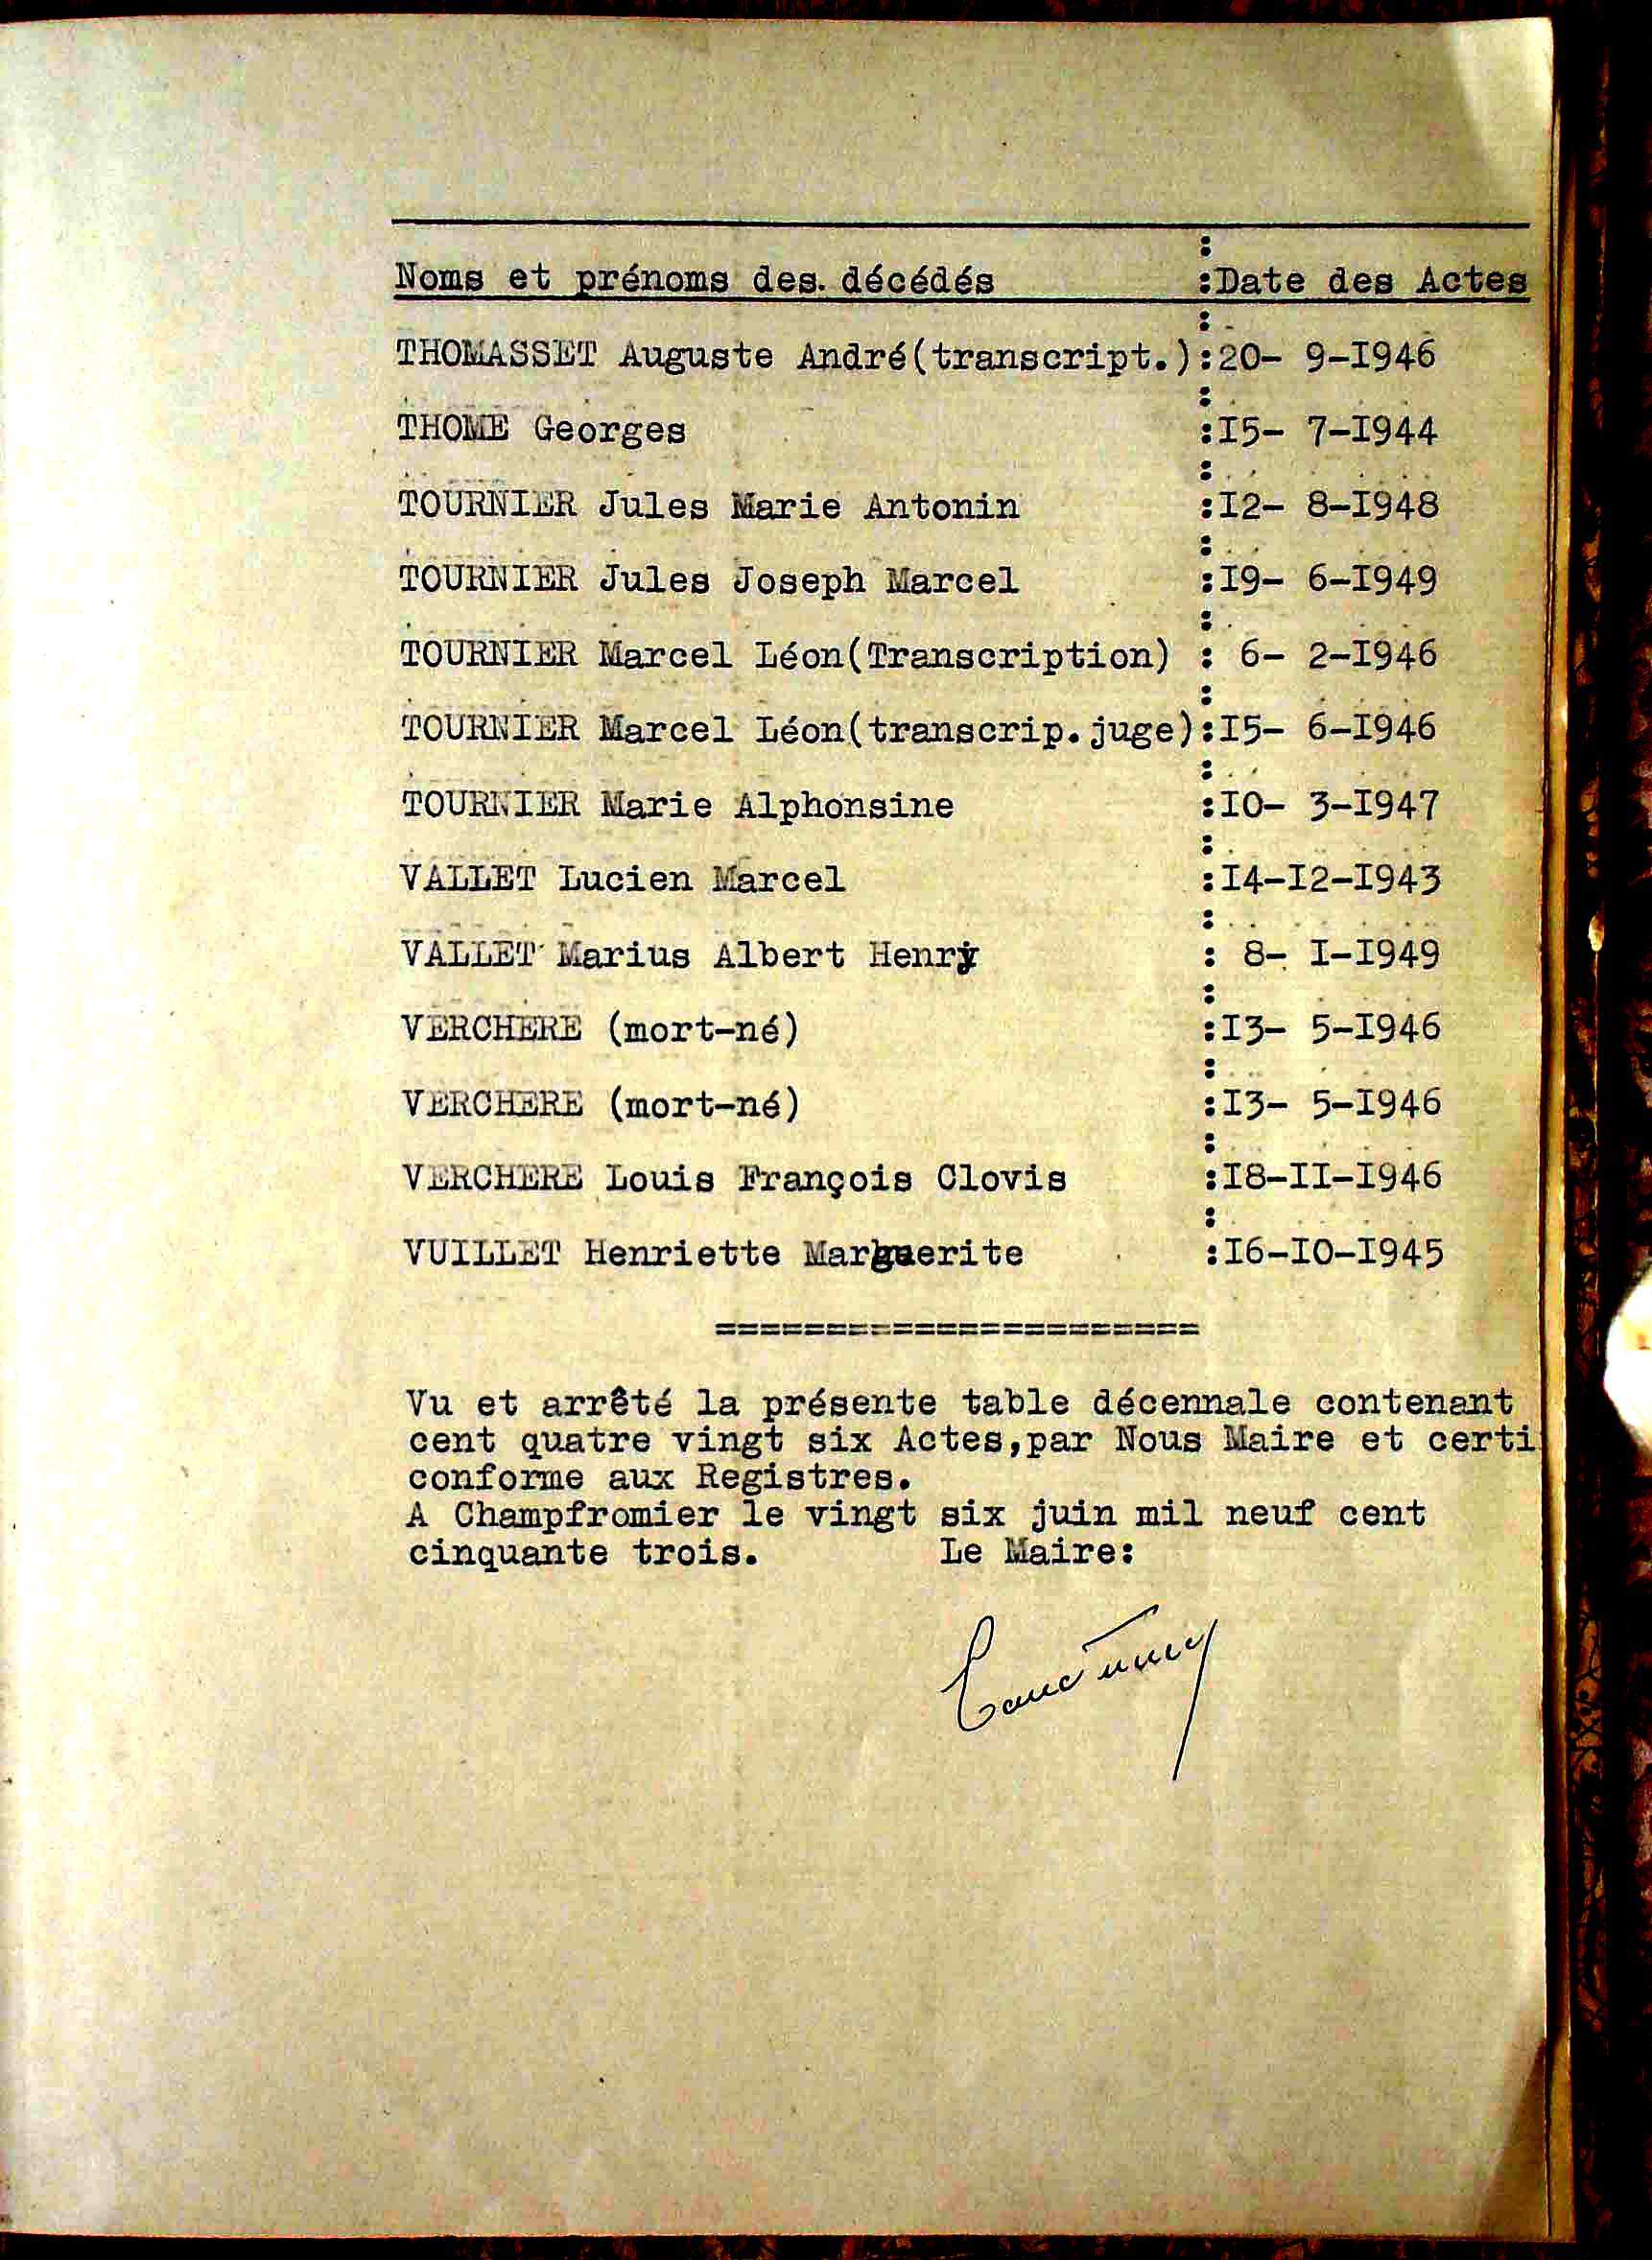 Noms et prénoms des. décédés :Date des Actes
THOMASSET Auguste André(transcript.):20- 9-I946
THOME Georges :I5- 7-I944
TOURNIER Jules Marie Antonin :I2- 8-I948
TOURNIER Jules Joseph Marcel :I9- 6-I949
TOURNIER Marcel Léon(Transcription) : 6- 2-I946
TOURNIER Marcel Léon(transcrip.juge):I5- 6-I946
TOURNIER Marie Alphonsine :I0- 3-I947
VALLET Lucien Marcel :I4-I2-I943
VALLET Marius Albert Henry : 8- I-I949
VERCHERE (mort-né) :I3- 5-I946
VERCHERE (mort-né) :I3- 5-I946
VERCHERE Louis François Clovis :I8-II-I946
VUILLET Henriette Marguerite :I6-I0-I945
======================
Vu et arrêté la présente table décennale contenant
cent quatre vingt six Actes,par Nous Maire et certi
conforme aux Registres.
A Champfromier le vingt six juin mil neuf cent
cinquante trois. Le Maire: